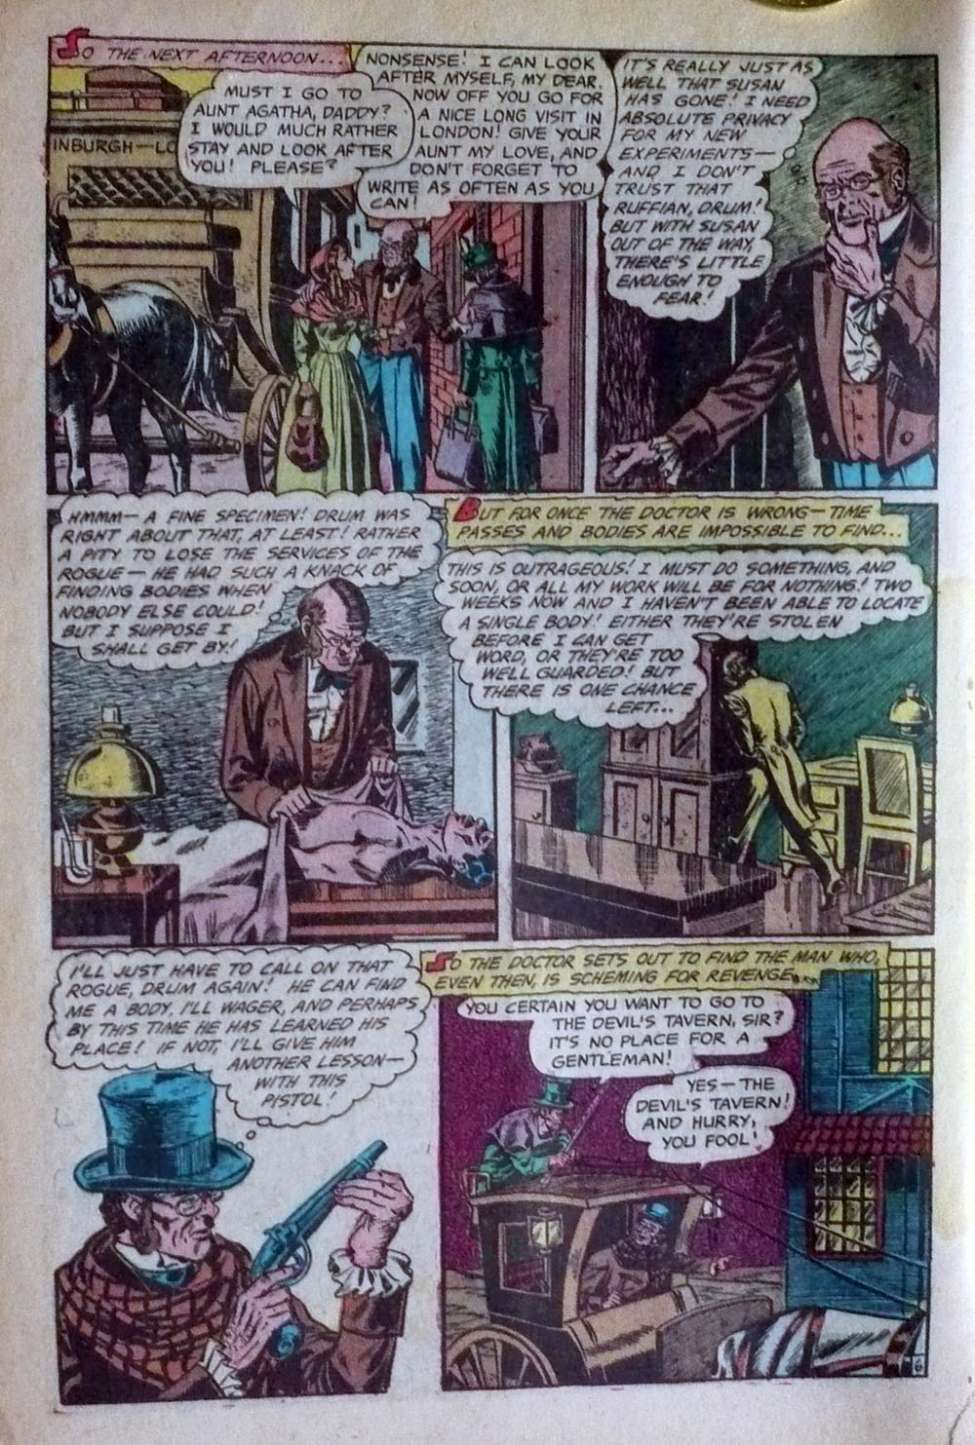 SO THE NEXT AFTERNOON...
MUST I GO TO
AUNT AGATHA, DADDY?
I WOULD MUCH RATHER
STAY AND LOOK AFTER
YOU! PLEASE?
INBURGH—LO
NONSENSE! I CAN LOOK
AFTER MYSELF, MY DEAR.
NOW OFF YOU GO FOR
A NICE LONG VISIT IN
LONDON! GIVE YOUR
AUNT MY LOVE, AND
DON'T FORGET TO
WRITE AS OFTEN AS YOU
CAN!
IT'S REALLY JUST AS
WELL THAT SUSAN
HAS GONE! I NEED
ABSOLUTE PRIVACY
FOR MY NEW
EXPERIMENTS—
AND I DON'T
TRUST THAT
RUFFIAN, DRUM!
BUT WITH SUSAN
OUT OF THE WAY,
THERE'S LITTLE
ENOUGH TO
FEAR!
HMMM—A FINE SPECIMEN! DRUM WAS
RIGHT ABOUT THAT, AT LEAST! RATHER
A PITY TO LOSE THE SERVICES OF THE
ROGUE—HE HAD SUCH A KNACK OF
FINDING BODIES WHEN
NOBODY ELSE COULD!
BUT I SUPPOSE I
SHALL GET BY!
BUT FOR ONCE THE DOCTOR IS WRONG—TIME
PASSES AND BODIES ARE IMPOSSIBLE TO FIND...
THIS IS OUTRAGEOUS! I MUST DO SOMETHING, AND
SOON, OR ALL MY WORK WILL BE FOR NOTHING! TWO
WEEKS NOW AND I HAVEN'T BEEN ABLE TO LOCATE
A SINGLE BODY! EITHER THEY'RE STOLEN
BEFORE I CAN GET
WORD, OR THEY'RE TOO
WELL GUARDED! BUT
THERE IS ONE CHANCE
LEFT...
I'LL JUST HAVE TO CALL ON THAT
ROGUE, DRUM AGAIN! HE CAN FIND
ME A BODY, I'LL WAGER, AND PERHAPS
BY THIS TIME HE HAS LEARNED HIS
PLACE! IF NOT, I'LL GIVE HIM
ANOTHER LESSON—
WITH THIS
PISTOL!
SO THE DOCTOR SETS OUT TO FIND THE MAN WHO,
EVEN THEN, IS SCHEMING FOR REVENGE...
YOU CERTAIN YOU WANT TO GO TO
THE DEVIL'S TAVERN, SIR?
IT'S NO PLACE FOR A
GENTLEMAN!
YES—THE
DEVIL'S TAVERN!
AND HURRY,
YOU FOOL!
6